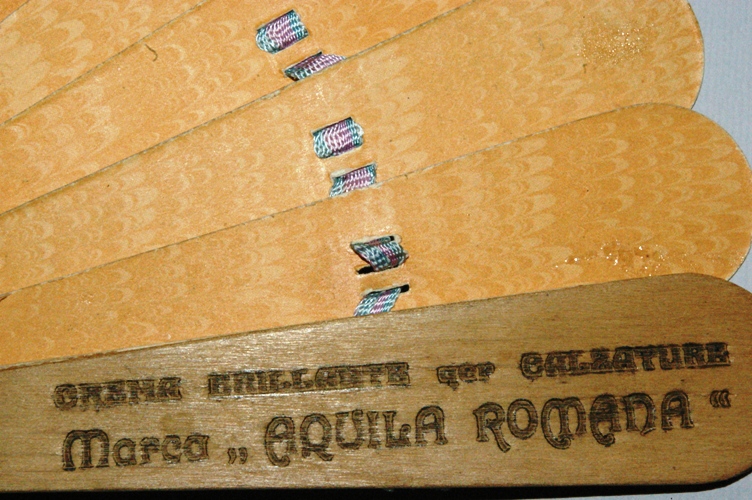 CREMA BRILLANTE per CALZATURE
Marca „ AQUILA ROMANA “